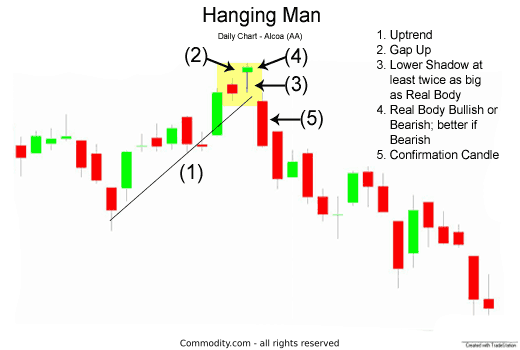 Hanging Man
Daily Chart - Alcoa (AA)
(2)
(4)
(3)
(5)
(1)
1. Uptrend
2. Gap Up
3. Lower Shadow at
least twice as big
as Real Body
4. Real Body Bullish or
Bearish; better if
Bearish
5. Confirmation Candle
Commodity.com - all rights reserved
Created with TradeStation